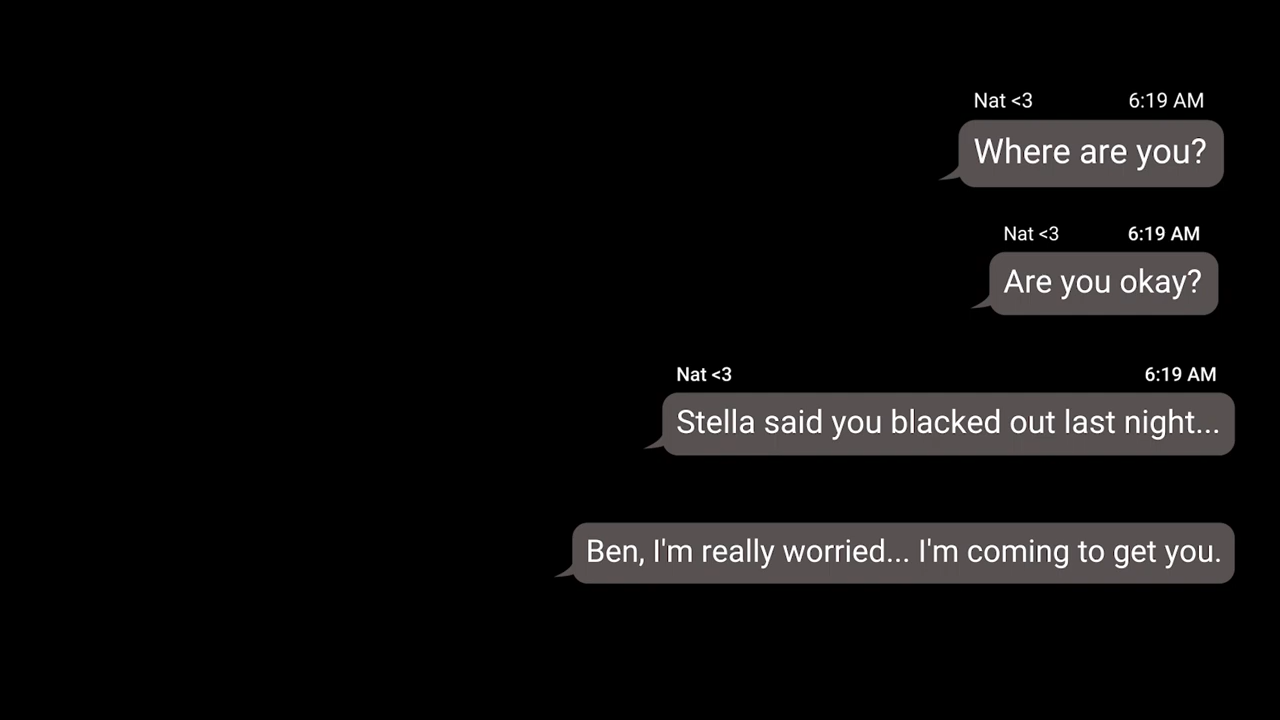 Nat <3 6:19 AM
Where are you?
Nat <3 6:19 AM
Are you okay?
Nat <3 6:19 AM
Stella said you blacked out last night...
Ben, I'm really worried... I'm coming to get you.